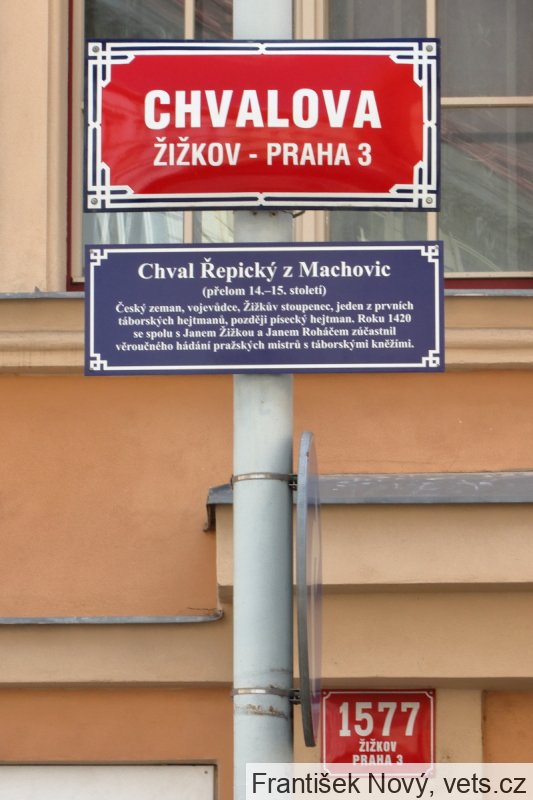 CHVALOVA
ŽIŽKOV - PRAHA 3
Chval Řepický z Machovic
(přelom 14.–15. století)
Český zeman, vojevůdce, Žižkův stoupenec, jeden z prvních
táborských hejtmanů, později písecký hejtman. Roku 1420
se spolu s Janem Žižkou a Janem Roháčem zúčastnil
věroučného hádání pražských mistrů s táborskými kněžími.
1577
ŽIŽKOV
PRAHA 3
František Nový, vets.cz